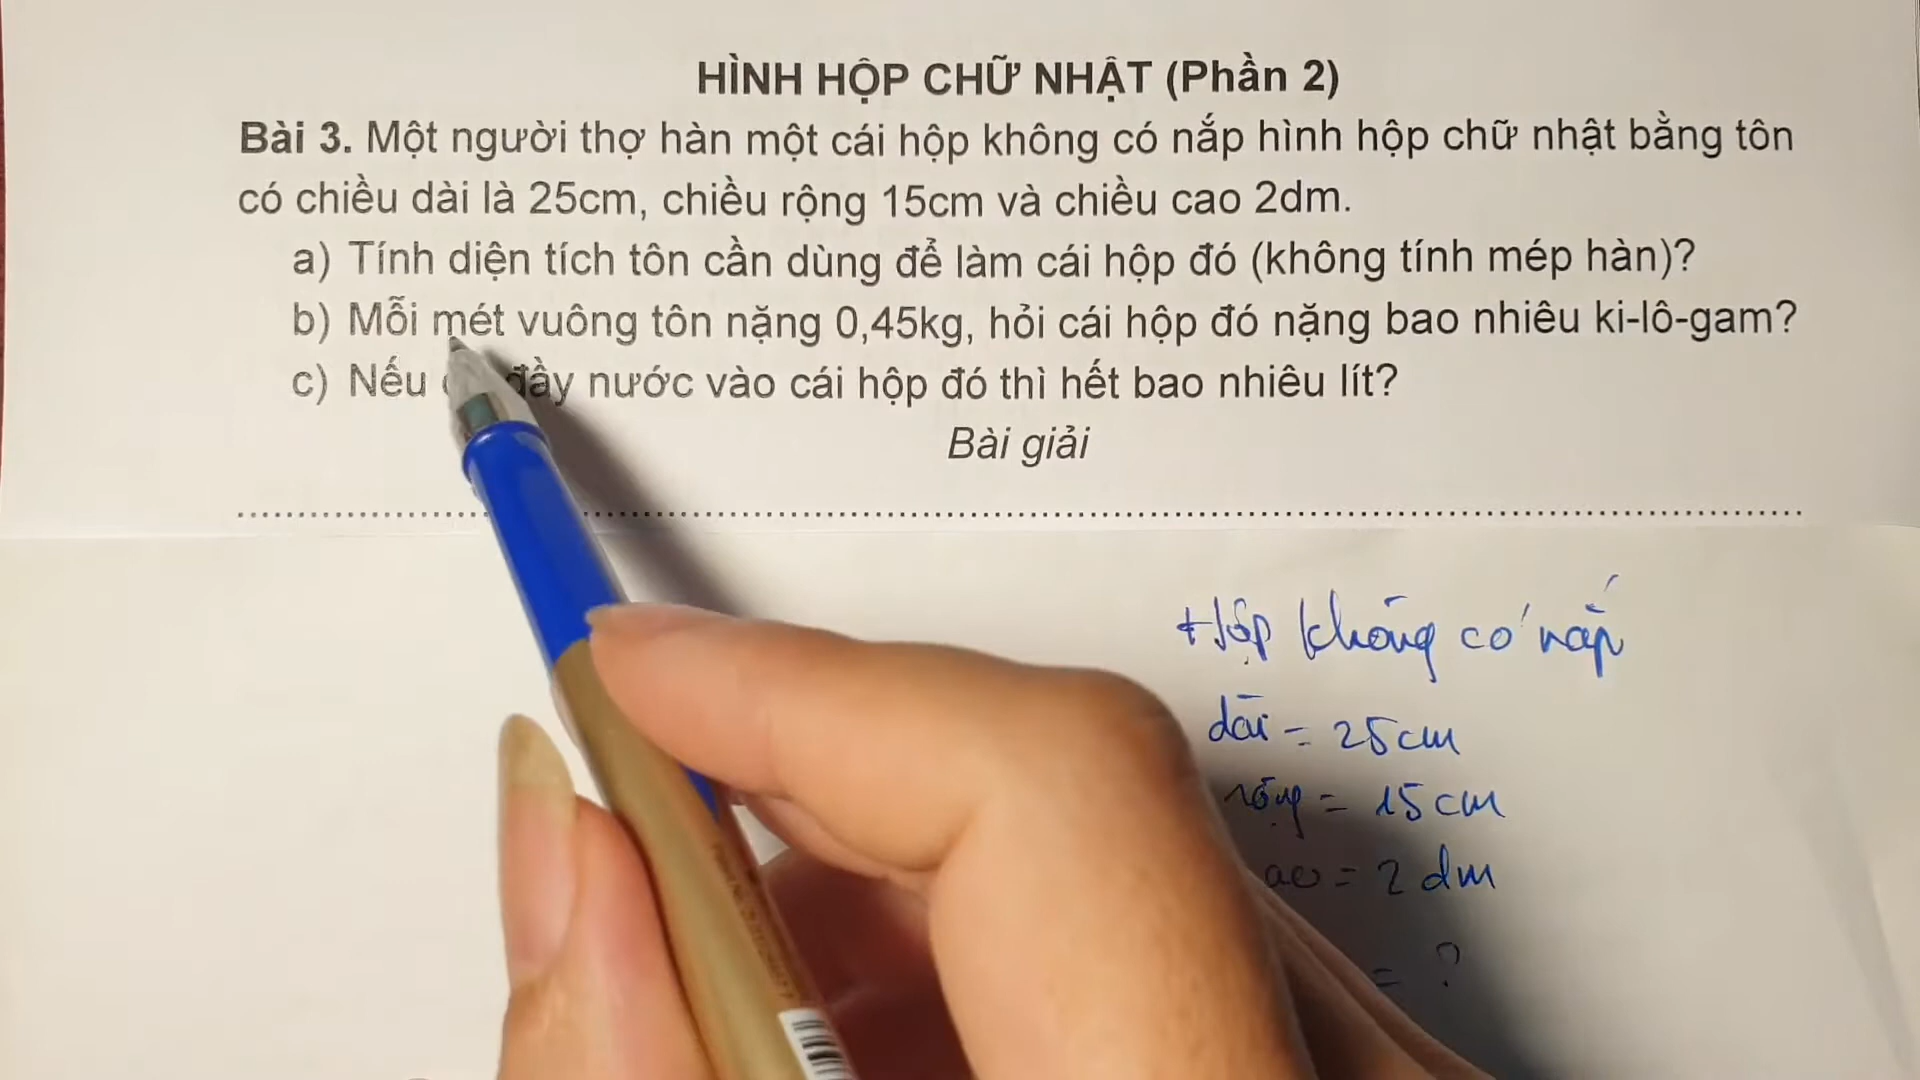 HÌNH HỘP CHỮ NHẬT (Phần 2)
Bài 3. Một người thợ hàn một cái hộp không có nắp hình hộp chữ nhật bằng tôn
có chiều dài là 25cm, chiều rộng 15cm và chiều cao 2dm.
a) Tính diện tích tôn cần dùng để làm cái hộp đó (không tính mép hàn)?
b) Mỗi mét vuông tôn nặng 0,45kg, hỏi cái hộp đó nặng bao nhiêu ki-lô-gam?
c) Nếu đầy nước vào cái hộp đó thì hết bao nhiêu lít?
Bài giải
Hộp không có nắp
dài = 25cm
rộng = 15cm
= 2 dm
= ?